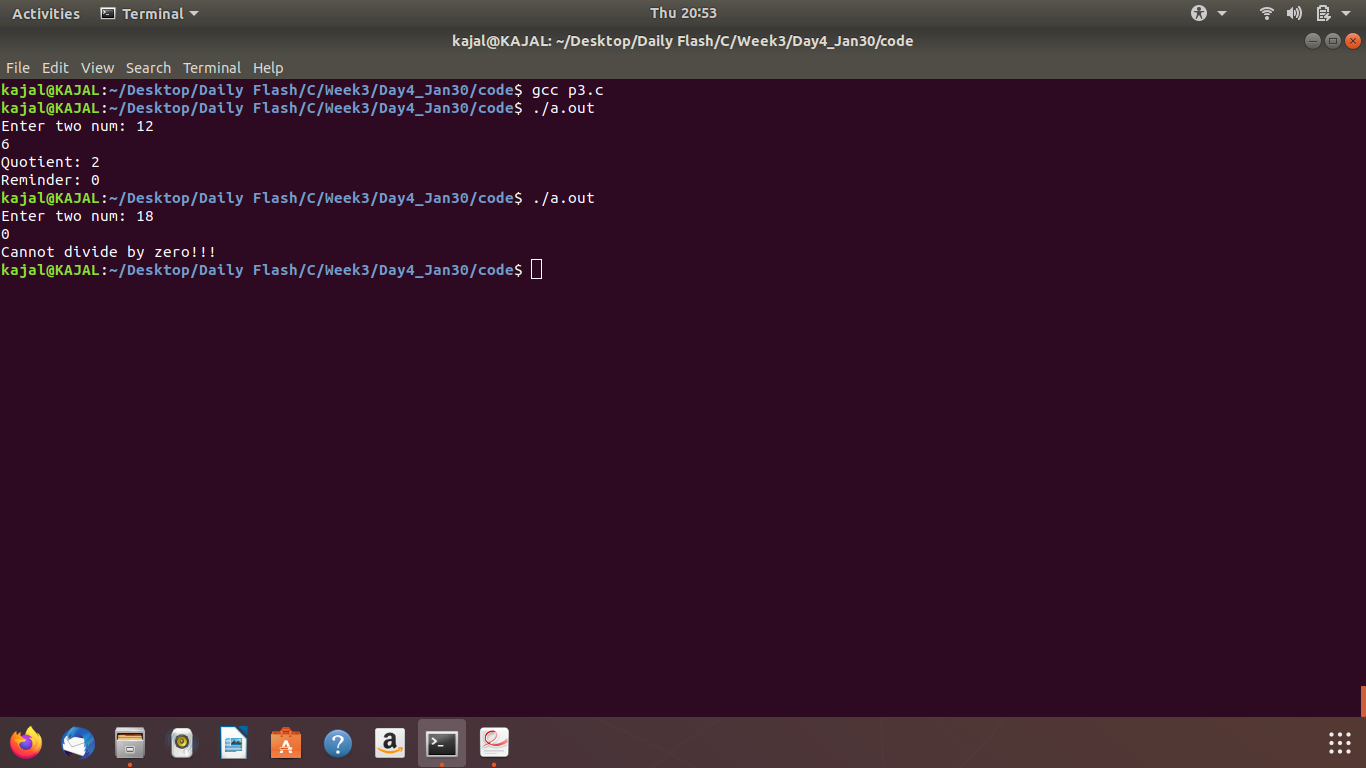 Activities Terminal Thu 20:53
kajal@KAJAL: ~/Desktop/Daily Flash/C/Week3/Day4_Jan30/code
File Edit View Search Terminal Help
kajal@KAJAL:~/Desktop/Daily Flash/C/Week3/Day4_Jan30/code$ gcc p3.c
kajal@KAJAL:~/Desktop/Daily Flash/C/Week3/Day4_Jan30/code$ ./a.out
Enter two num: 12
6
Quotient: 2
Reminder: 0
kajal@KAJAL:~/Desktop/Daily Flash/C/Week3/Day4_Jan30/code$ ./a.out
Enter two num: 18
0
Cannot divide by zero!!!
kajal@KAJAL:~/Desktop/Daily Flash/C/Week3/Day4_Jan30/code$